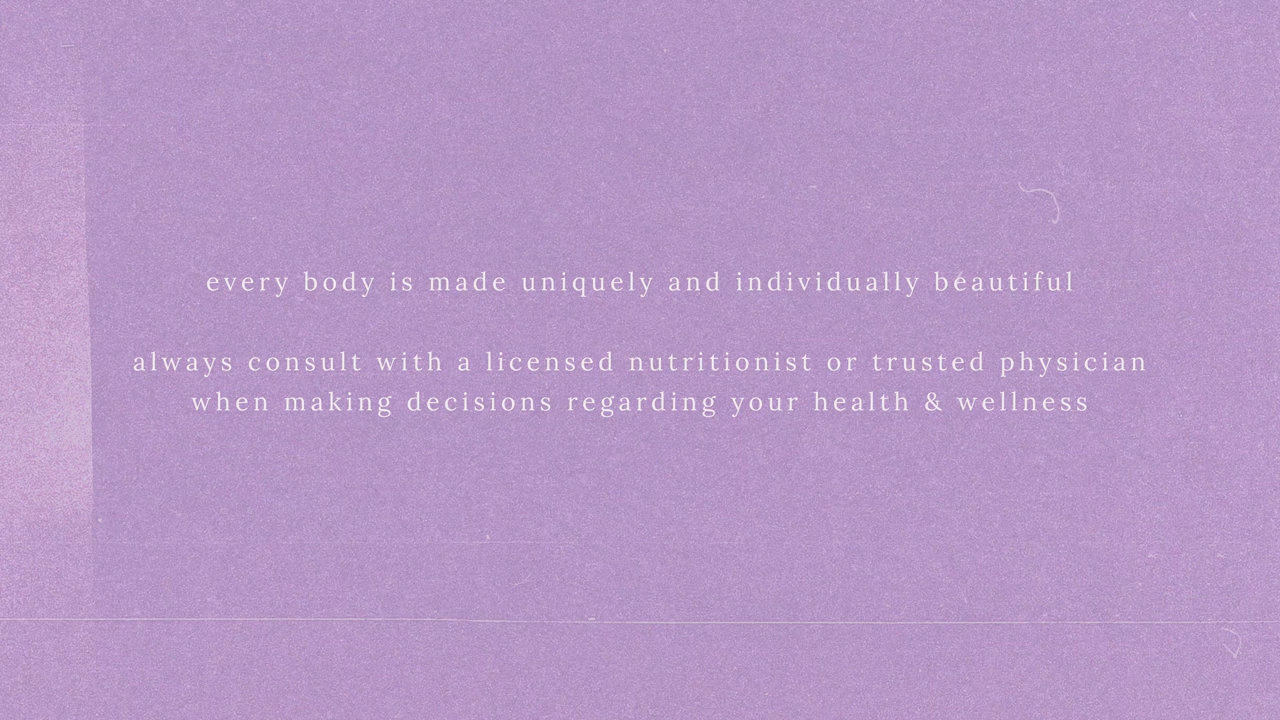 every body is made uniquely and individually beautiful
always consult with a licensed nutritionist or trusted physician
when making decisions regarding your health & wellness